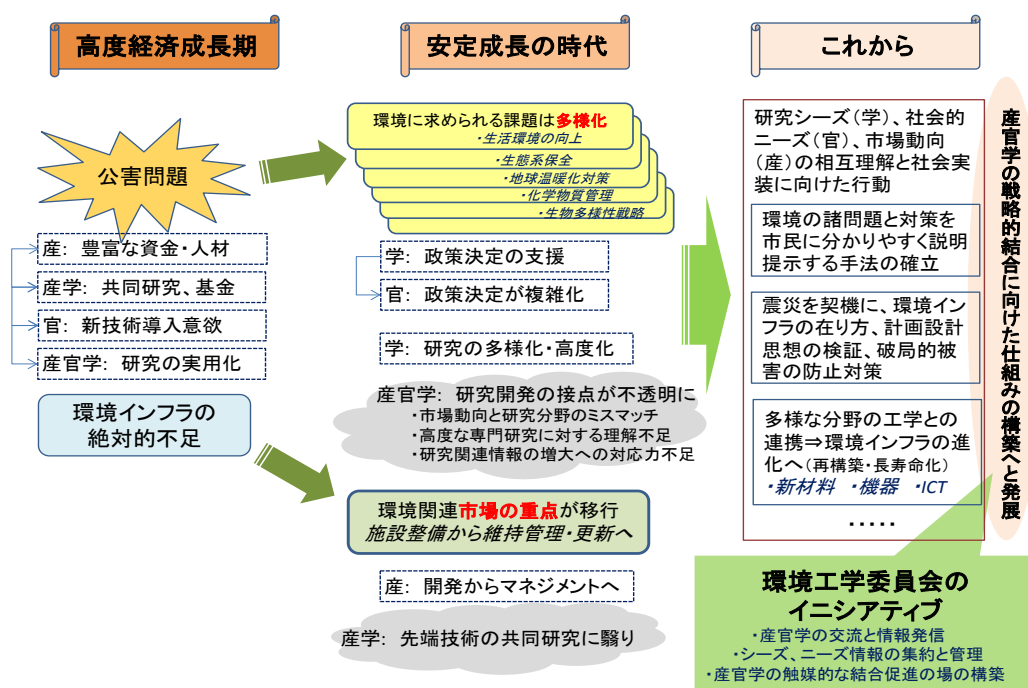 高度経済成長期
公害問題
産: 豊富な資金・人材
産学: 共同研究、基金
官: 新技術導入意欲
産官学: 研究の実用化
環境インフラの
絶対的不足
安定成長の時代
環境に求められる課題は多様化
・生活環境の向上
・生態系保全
・地球温暖化対策
・化学物質管理
・生物多様性戦略
学: 政策決定の支援
官: 政策決定が複雑化
学: 研究の多様化・高度化
産官学: 研究開発の接点が不透明に
・市場動向と研究分野のミスマッチ
・高度な専門研究に対する理解不足
・研究関連情報の増大への対応力不足
環境関連市場の重点が移行
施設整備から維持管理・更新へ
産: 開発からマネジメントへ
産学: 先端技術の共同研究に翳り
これから
研究シーズ(学)、社会的
ニーズ(官)、市場動向
(産)の相互理解と社会実
装に向けた行動
環境の諸問題と対策を
市民に分かりやすく説明
提示する手法の確立
震災を契機に、環境イン
フラの在り方、計画設計
思想の検証、破局的被
害の防止対策
多様な分野の工学との
連携⇒環境インフラの進
化へ(再構築・長寿命化)
・新材料 ・機器 ・ICT
・・・・・
産官学の戦略的結合に向けた仕組みの構築へと発展
環境工学委員会の
イニシアティブ
・産官学の交流と情報発信
・シーズ、ニーズ情報の集約と管理
・産官学の触媒的な結合促進の場の構築